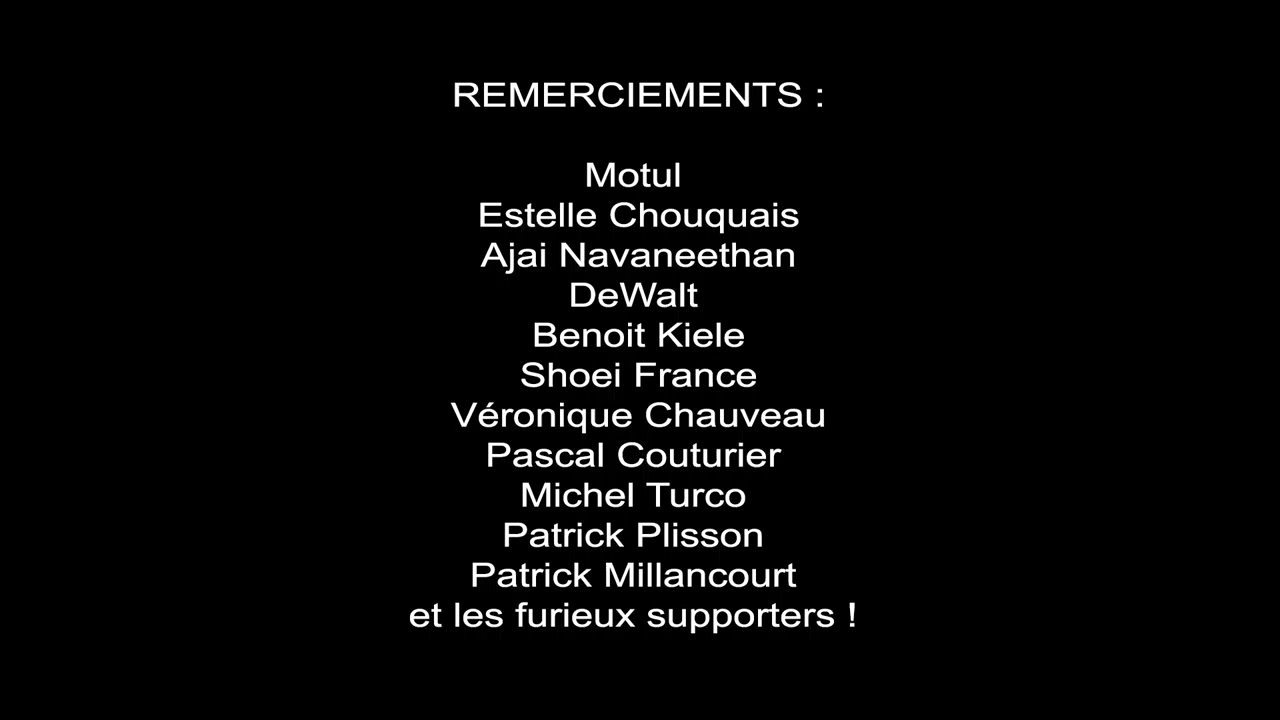 REMERCIEMENTS :
Motul
Estelle Chouquais
Ajai Navaneethan
DeWalt
Benoit Kiele
Shoei France
Véronique Chauveau
Pascal Couturier
Michel Turco
Patrick Plisson
Patrick Millancourt
et les furieux supporters !